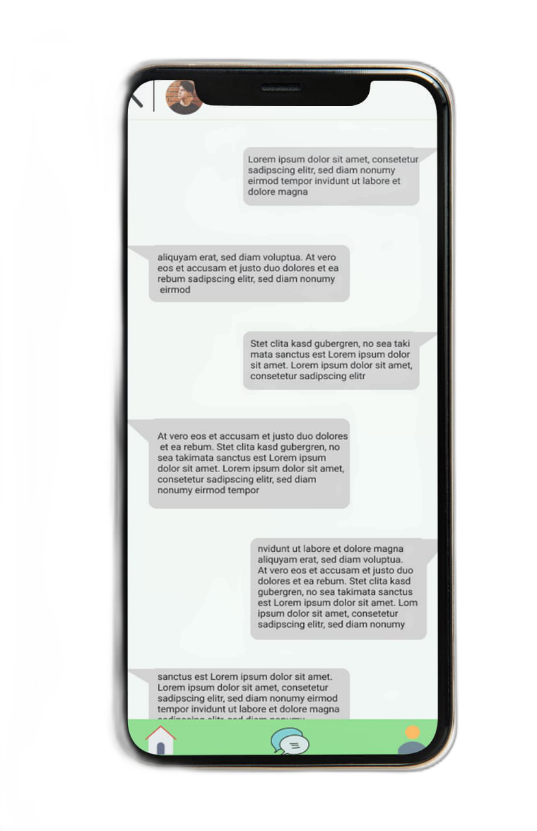 Lorem ipsum dolor sit amet, consetetur
sadipscing elitr, sed diam nonumy
eirmod tempor invidunt ut labore et
dolore magna
aliquyam erat, sed diam voluptua. At vero
eos et accusam et justo duo dolores et ea
rebum sadipscing elitr, sed diam nonumy
eirmod
Stet clita kasd gubergren, no sea taki
mata sanctus est Lorem ipsum dolor
sit amet. Lorem ipsum dolor sit amet,
consetetur sadipscing elitr
At vero eos et accusam et justo duo dolores
et ea rebum. Stet clita kasd gubergren, no
sea takimata sanctus est Lorem ipsum
dolor sit amet. Lorem ipsum dolor sit amet,
consetetur sadipscing elitr, sed diam
nonumy eirmod tempor
nvidunt ut labore et dolore magna
aliquyam erat, sed diam voluptua.
At vero eos et accusam et justo duo
dolores et ea rebum. Stet clita kasd
gubergren, no sea takimata sanctus
est Lorem ipsum dolor sit amet. Lom
ipsum dolor sit amet, consetetur
sadipscing elitr, sed diam nonumy
sanctus est Lorem ipsum dolor sit amet.
Lorem ipsum dolor sit amet, consetetur
sadipscing elitr, sed diam nonumy eirmod
tempor invidunt ut labore et dolore magna
sadipscing elitr, sed diam nonumy